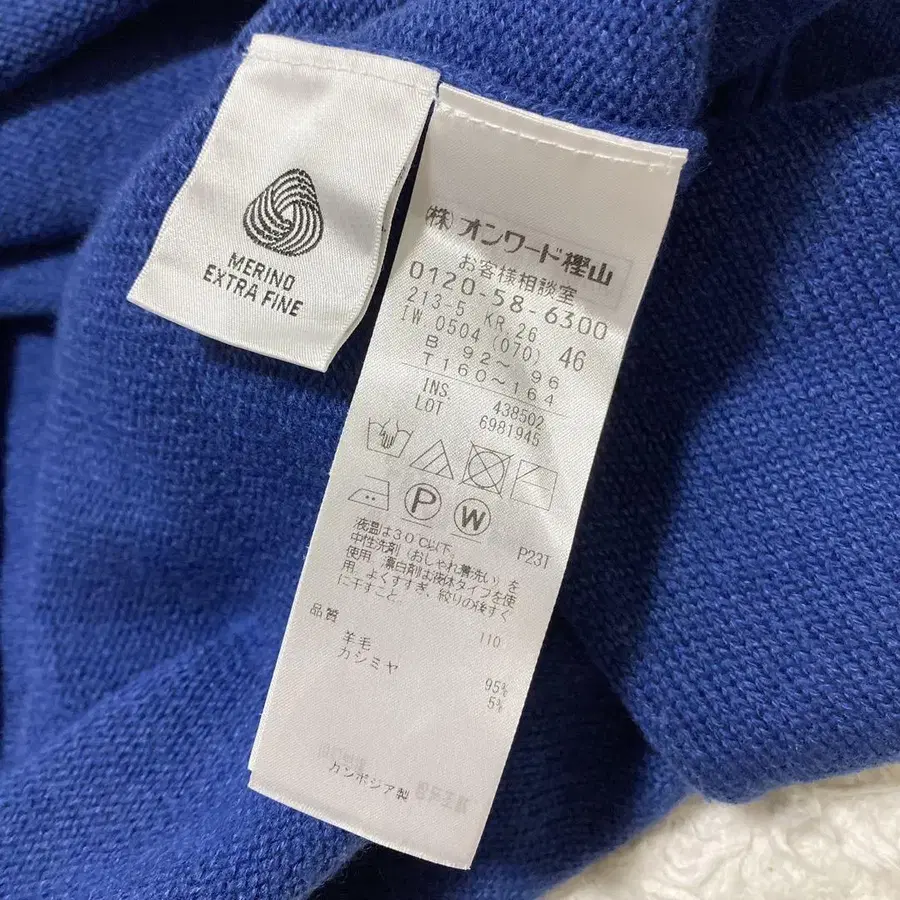 MERINO
EXTRA FINE
(株)オンワード樫山
お客様相談室
0120-58-6300
213-5 KR 26 46
IW 0504 (070)
B 92～ 96
T160～164
INS. 438502
LOT 6981945
P
W
P23T
液温は30℃以下。
中性洗剤(おしゃれ着洗い)を
使用。漂白剤は液体タイプを使
用。よくすすぎ、絞りの後すぐ
に干すこと。
品質 110
羊毛 95%
カシミヤ 5%
カンボジア製